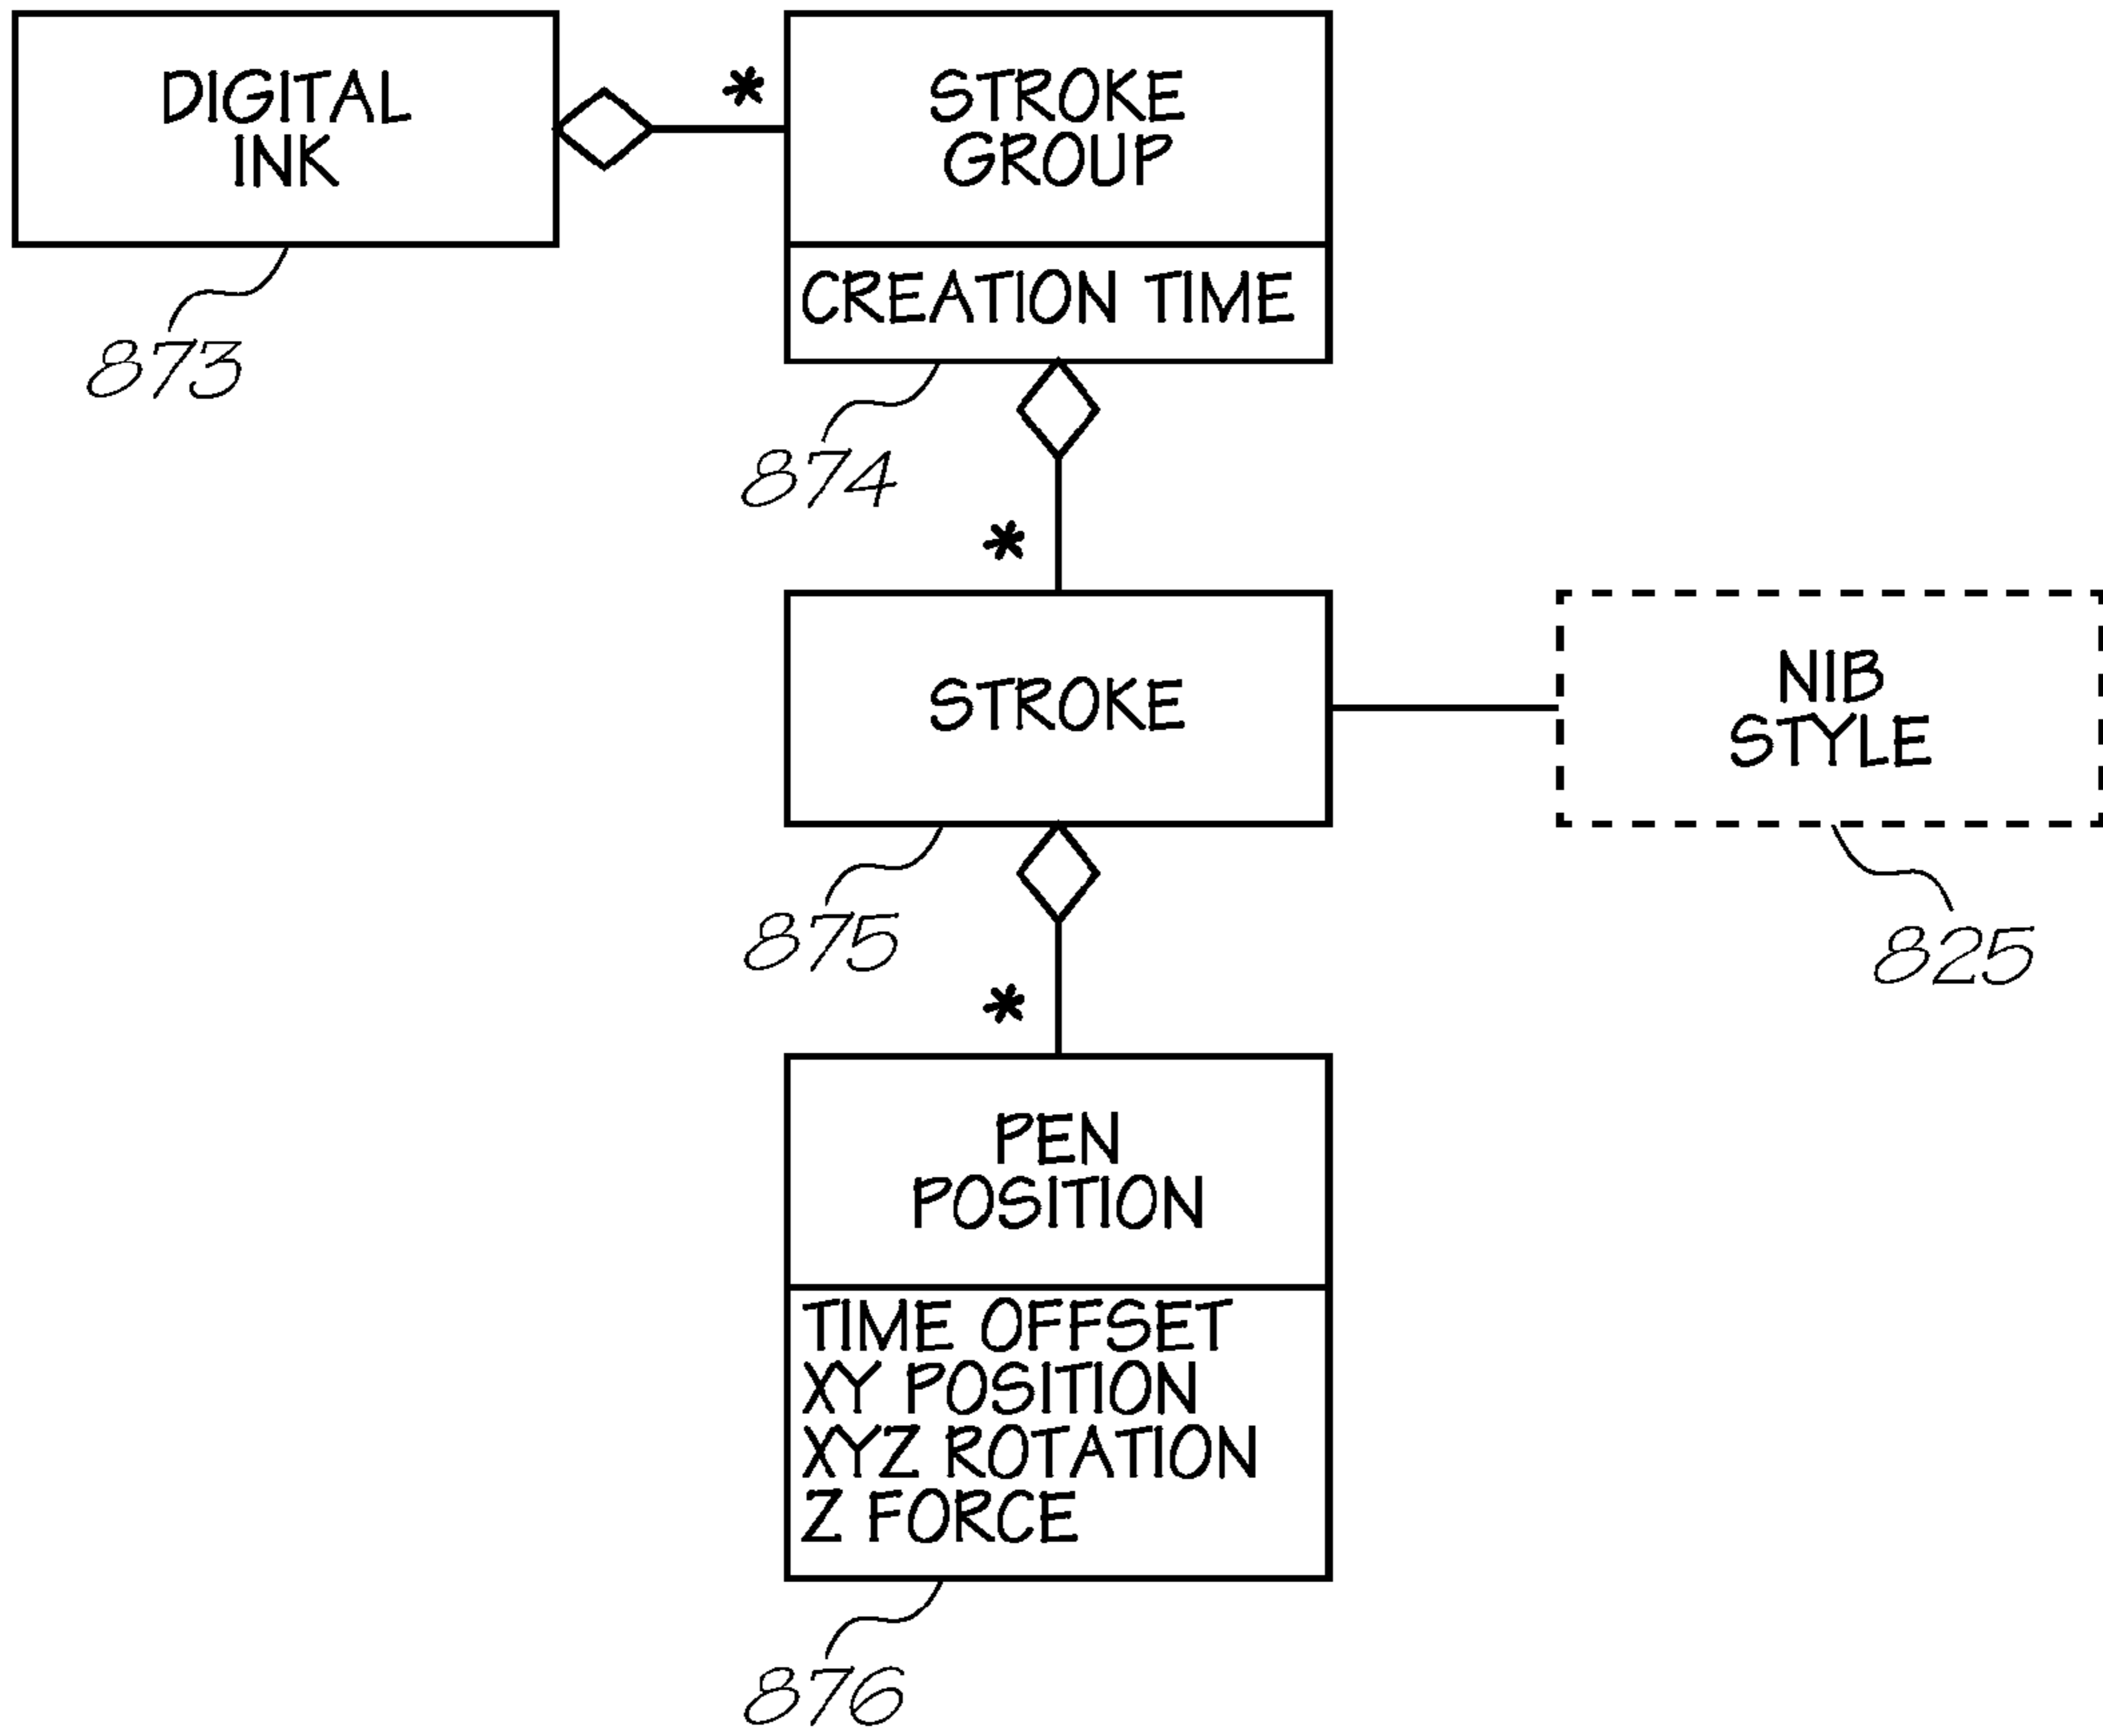 DIGITAL
INK
*
STROKE
GROUP
CREATION TIME
873
874
*
STROKE
NIB
STYLE
875
825
*
PEN
POSITION
TIME OFFSET
XY POSITION
XYZ ROTATION
Z FORCE
876